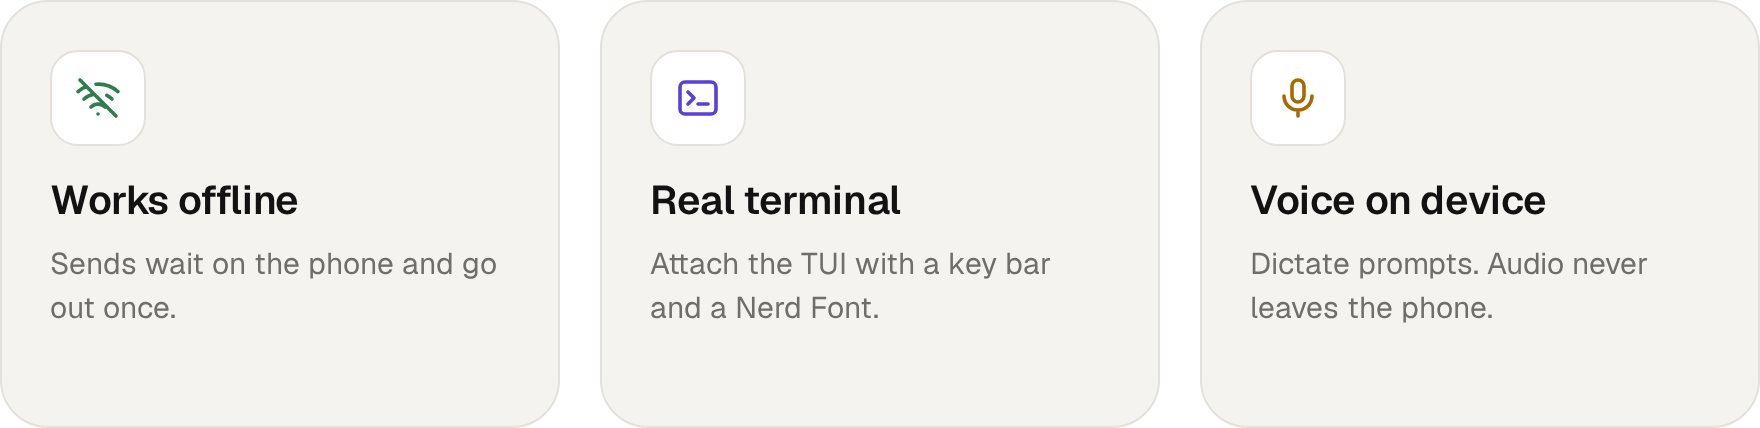 Works offline
Sends wait on the phone and go
out once.
Real terminal
Attach the TUI with a key bar
and a Nerd Font.
Voice on device
Dictate prompts. Audio never
leaves the phone.